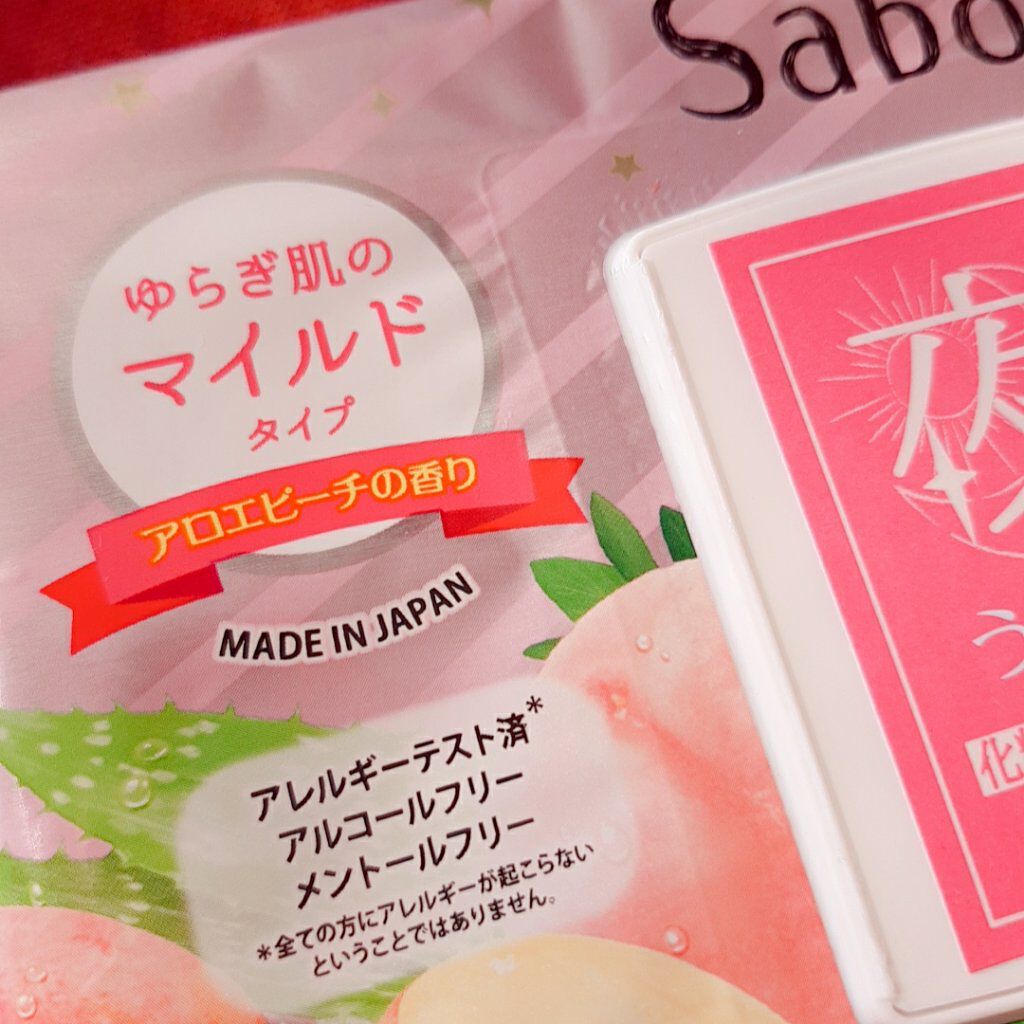 Sabo
ゆらぎ肌の
マイルド
タイプ
アロエピーチの香り
MADE IN JAPAN
アレルギーテスト済*
アルコールフリー
メントールフリー
*全ての方にアレルギーが起こらない
ということではありません。
夜
う
化